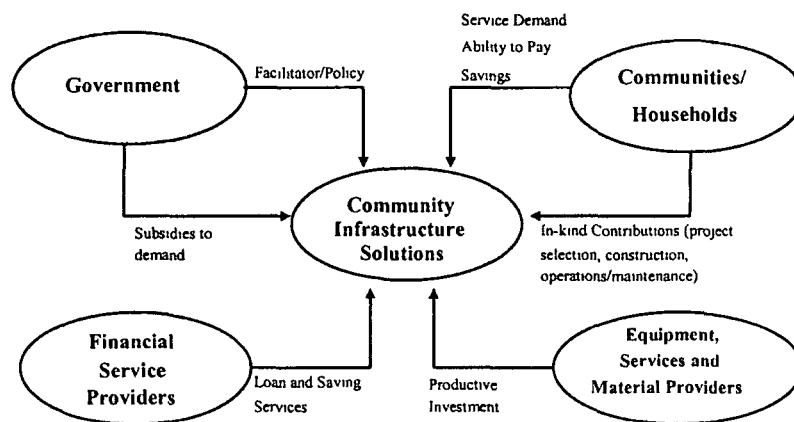 Service Demand
Ability to Pay
Savings
Government
Facilitator/Policy
Communities/
Households
Community
Infrastructure
Solutions
Subsidies to
demand
In-kind Contributions (project
selection, construction,
operations/maintenance)
Financial
Service
Providers
Loan and Saving
Services
Productive
Investment
Equipment,
Services and
Material Providers